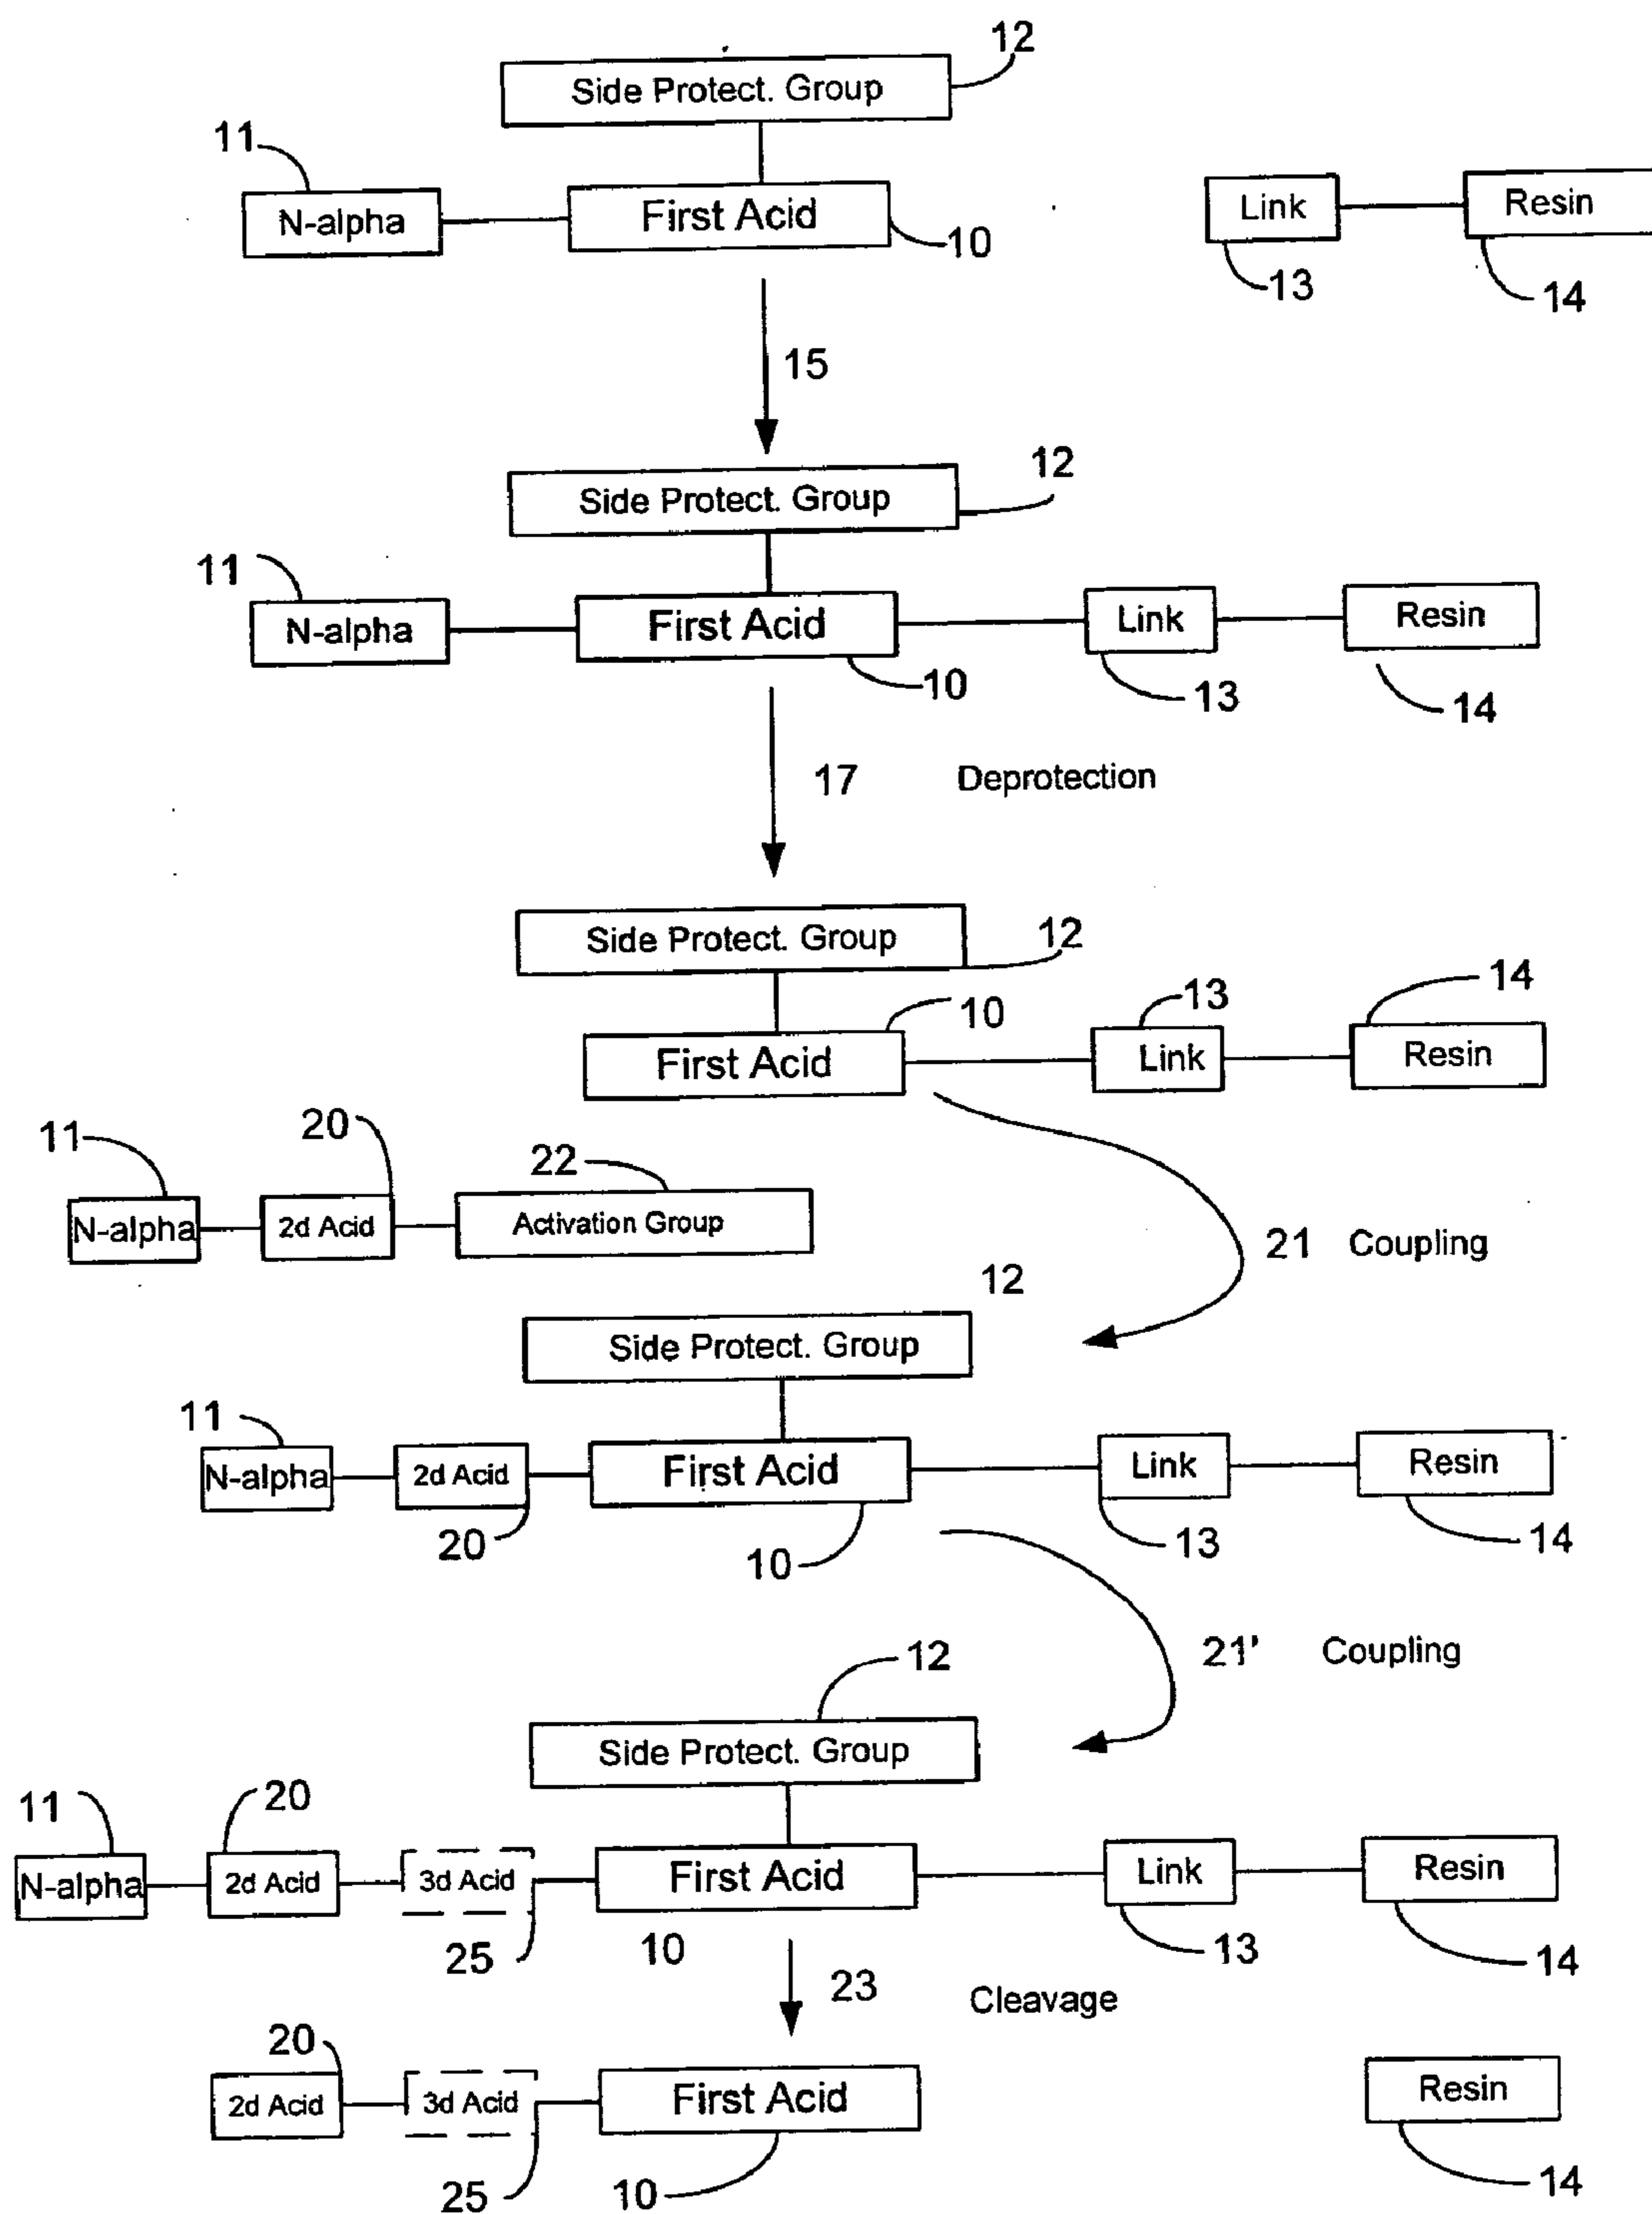 12
Side Protect. Group
11
N-alpha
First Acid
10
Link
Resin
13
14
15
12
Side Protect. Group
11
N-alpha
First Acid
Link
Resin
10
13
14
17 Deprotection
Side Protect. Group
12
10
13
14
First Acid
Link
Resin
11
20
22
N-alpha
2d Acid
Activation Group
21 Coupling
12
Side Protect. Group
11
N-alpha
2d Acid
First Acid
Link
Resin
20
10
13
14
21' Coupling
12
Side Protect. Group
11
20
N-alpha
2d Acid
3d Acid
First Acid
Link
Resin
25
10
13
14
23 Cleavage
20
2d Acid
3d Acid
First Acid
Resin
25
10
14